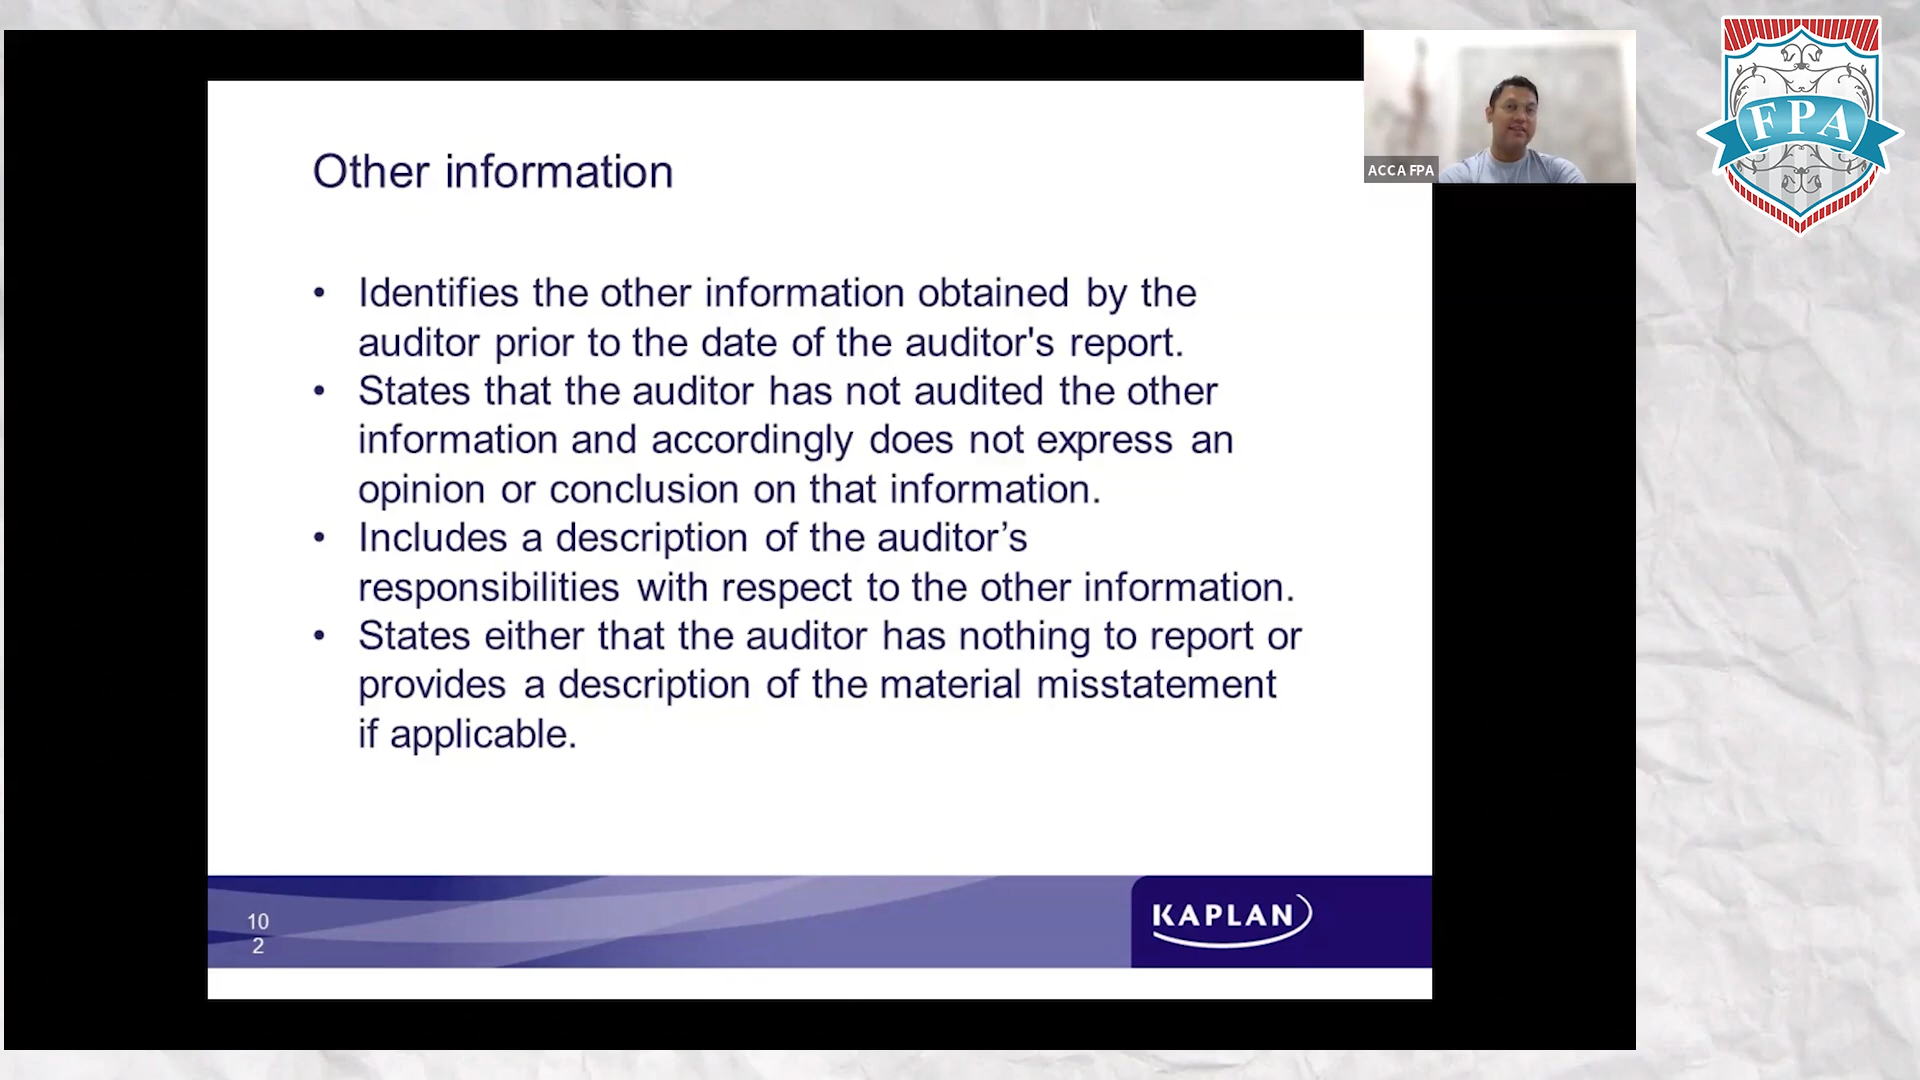 Other information
• Identifies the other information obtained by the
auditor prior to the date of the auditor's report.
• States that the auditor has not audited the other
information and accordingly does not express an
opinion or conclusion on that information.
• Includes a description of the auditor’s
responsibilities with respect to the other information.
• States either that the auditor has nothing to report or
provides a description of the material misstatement
if applicable.
10
2
KAPLAN
ACCA FPA
FPA